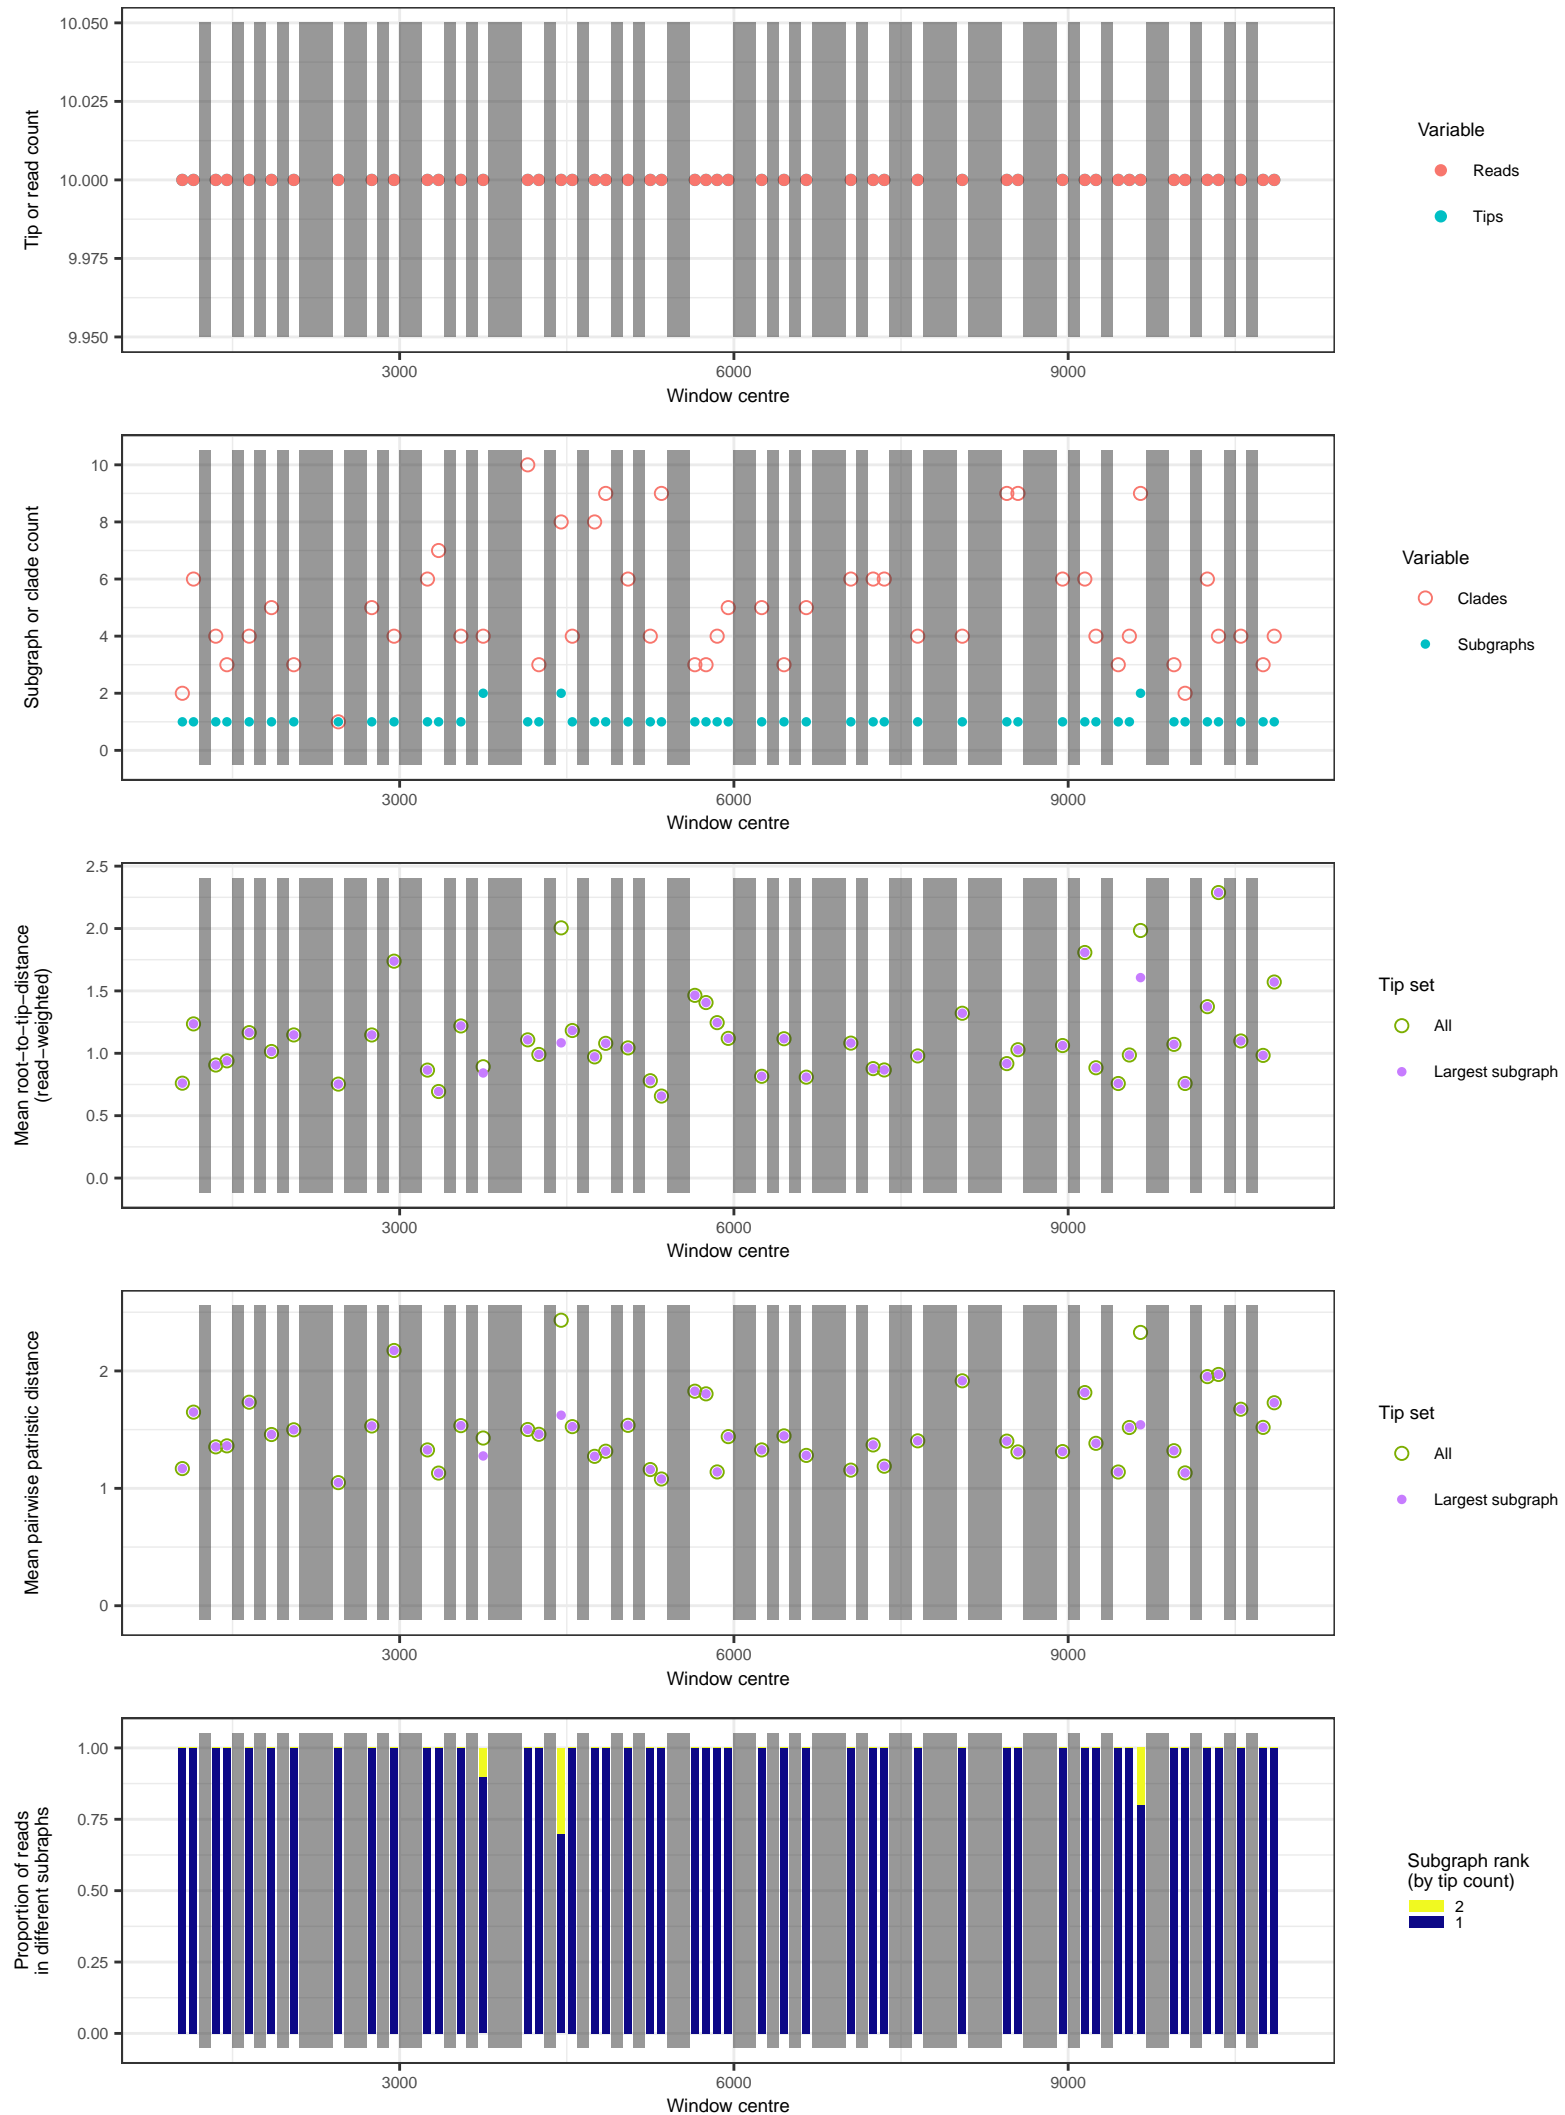 10.050
10.025
10.000
9.975
9.950
Tip or read count
3000
6000
9000
Window centre
Variable
Reads
Tips
10
8
6
4
2
0
Subgraph or clade count
3000
6000
9000
Window centre
Variable
Clades
Subgraphs
2.5
2.0
1.5
1.0
0.5
0.0
Mean root−to−tip−distance
(read−weighted)
3000
6000
9000
Window centre
Tip set
All
Largest subgraph
2
1
0
Mean pairwise patristic distance
3000
6000
9000
Window centre
Tip set
All
Largest subgraph
1.00
0.75
0.50
0.25
0.00
Proportion of reads
in different subraphs
3000
6000
9000
Window centre
Subgraph rank
(by tip count)
2
1